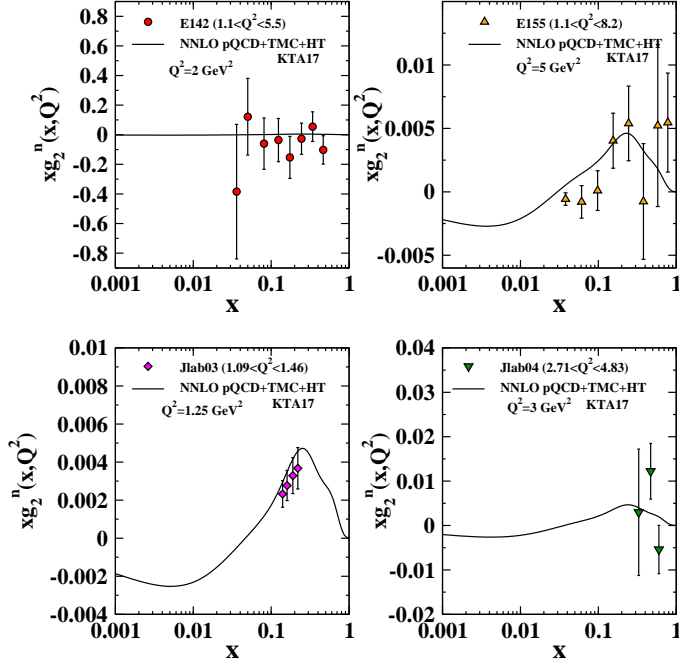 0.8
0.6
0.4
0.2
0
-0.2
-0.4
-0.6
-0.8
xg₂ⁿ(x,Q²)
E142 (1.1<Q²<5.5)
NNLO pQCD+TMC+HT
KTA17
Q²=2 GeV²
0.001 0.01 0.1 1
x
0.01
0.005
0
-0.005
xg₂ⁿ(x,Q²)
E155 (1.1<Q²<8.2)
NNLO pQCD+TMC+HT
KTA17
Q²=5 GeV²
0.001 0.01 0.1 1
x
0.01
0.008
0.006
0.004
0.002
0
-0.002
-0.004
xg₂ⁿ(x,Q²)
Jlab03 (1.09<Q²<1.46)
NNLO pQCD+TMC+HT
KTA17
Q²=1.25 GeV²
0.001 0.01 0.1 1
x
0.04
0.03
0.02
0.01
0
-0.01
-0.02
xg₂ⁿ(x,Q²)
Jlab04 (2.71<Q²<4.83)
NNLO pQCD+TMC+HT
Q²=3 GeV² KTA17
0.001 0.01 0.1 1
x